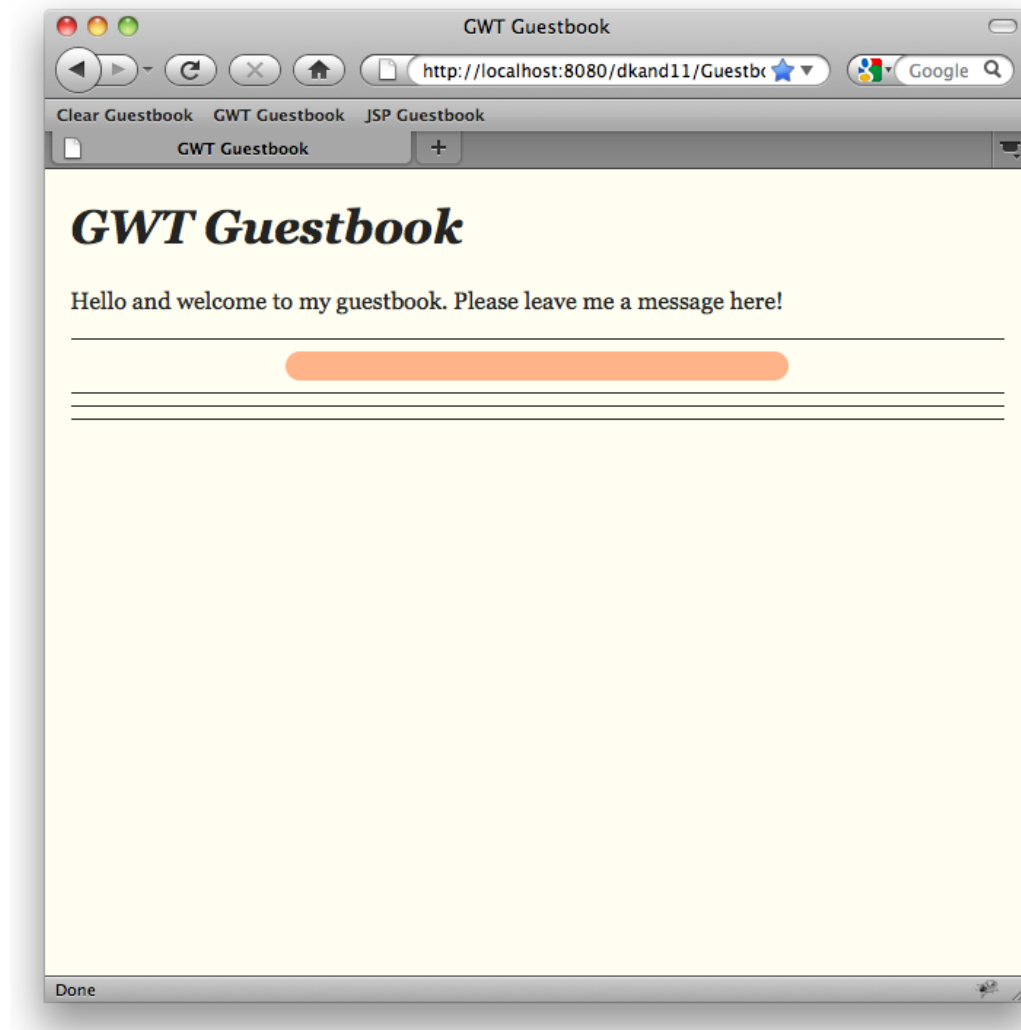 GWT Guestbook
http://localhost:8080/dkand11/Guestbo
Google
Clear Guestbook GWT Guestbook JSP Guestbook
GWT Guestbook
GWT Guestbook
Hello and welcome to my guestbook. Please leave me a message here!
Done